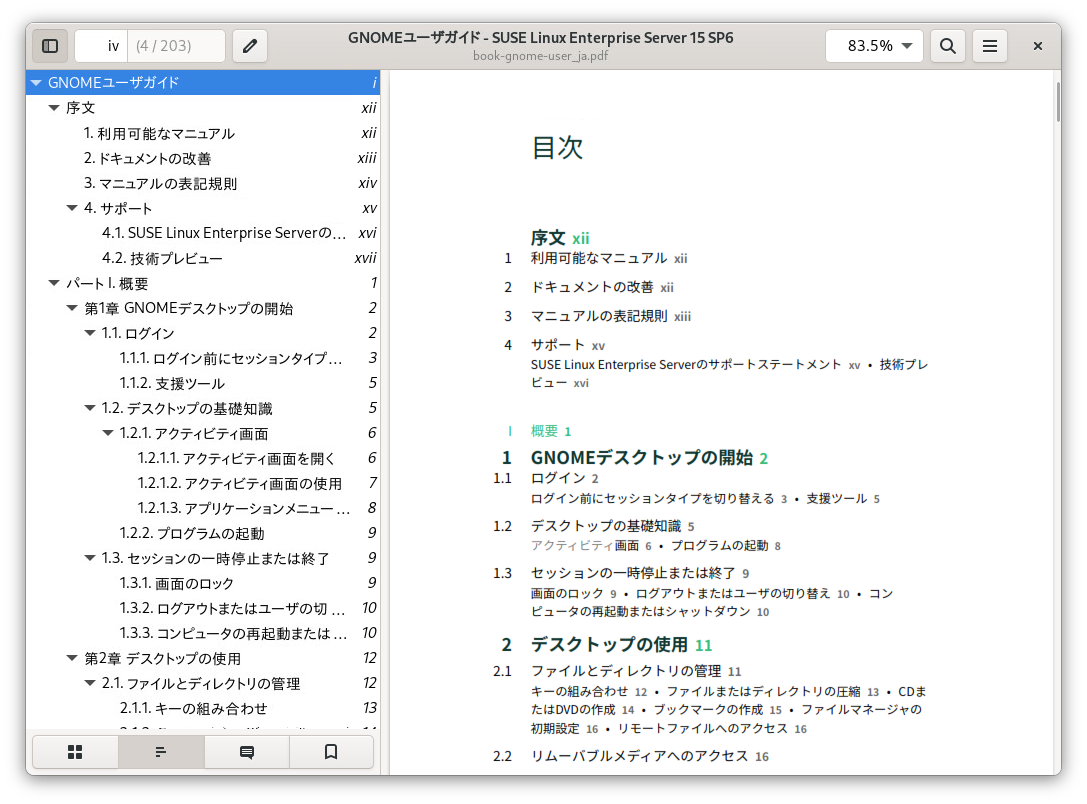 iv (4 / 203)
GNOMEユーザガイド - SUSE Linux Enterprise Server 15 SP6
book-gnome-user_ja.pdf
83.5%
GNOMEユーザガイド i
序文 xii
1. 利用可能なマニュアル xii
2. ドキュメントの改善 xiii
3. マニュアルの表記規則 xiv
4. サポート xv
4.1. SUSE Linux Enterprise Serverの… xvi
4.2. 技術プレビュー xvii
パート I. 概要 1
第1章 GNOMEデスクトップの開始 2
1.1. ログイン 2
1.1.1. ログイン前にセッションタイプ… 3
1.1.2. 支援ツール 5
1.2. デスクトップの基礎知識 5
1.2.1. アクティビティ画面 6
1.2.1.1. アクティビティ画面を開く 6
1.2.1.2. アクティビティ画面の使用 7
1.2.1.3. アプリケーションメニュー … 8
1.2.2. プログラムの起動 9
1.3. セッションの一時停止または終了 9
1.3.1. 画面のロック 9
1.3.2. ログアウトまたはユーザの切 … 10
1.3.3. コンピュータの再起動または … 10
第2章 デスクトップの使用 12
2.1. ファイルとディレクトリの管理 12
2.1.1. キーの組み合わせ 13
目次
序文 xii
1 利用可能なマニュアル xii
2 ドキュメントの改善 xii
3 マニュアルの表記規則 xiii
4 サポート xv
SUSE Linux Enterprise Serverのサポートステートメント xv • 技術プレ
ビュー xvi
I 概要 1
1 GNOMEデスクトップの開始 2
1.1 ログイン 2
ログイン前にセッションタイプを切り替える 3 • 支援ツール 5
1.2 デスクトップの基礎知識 5
アクティビティ画面 6 • プログラムの起動 8
1.3 セッションの一時停止または終了 9
画面のロック 9 • ログアウトまたはユーザの切り替え 10 • コン
ピュータの再起動またはシャットダウン 10
2 デスクトップの使用 11
2.1 ファイルとディレクトリの管理 11
キーの組み合わせ 12 • ファイルまたはディレクトリの圧縮 13 • CDま
たはDVDの作成 14 • ブックマークの作成 15 • ファイルマネージャの
初期設定 16 • リモートファイルへのアクセス 16
2.2 リムーバブルメディアへのアクセス 16